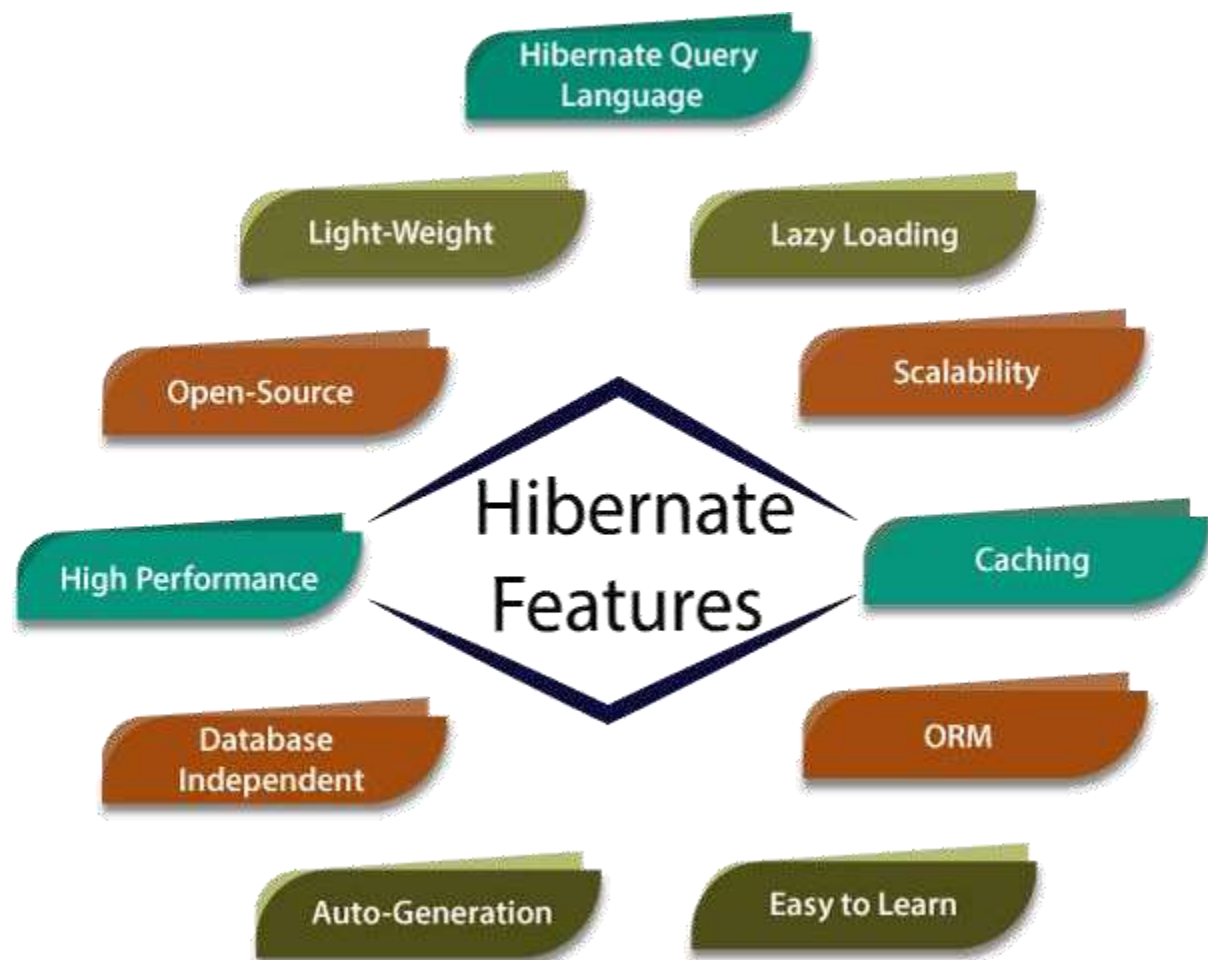 Hibernate Query
Language
Light-Weight
Lazy Loading
Open-Source
Scalability
Hibernate
Features
High Performance
Caching
Database
Independent
ORM
Auto-Generation
Easy to Learn